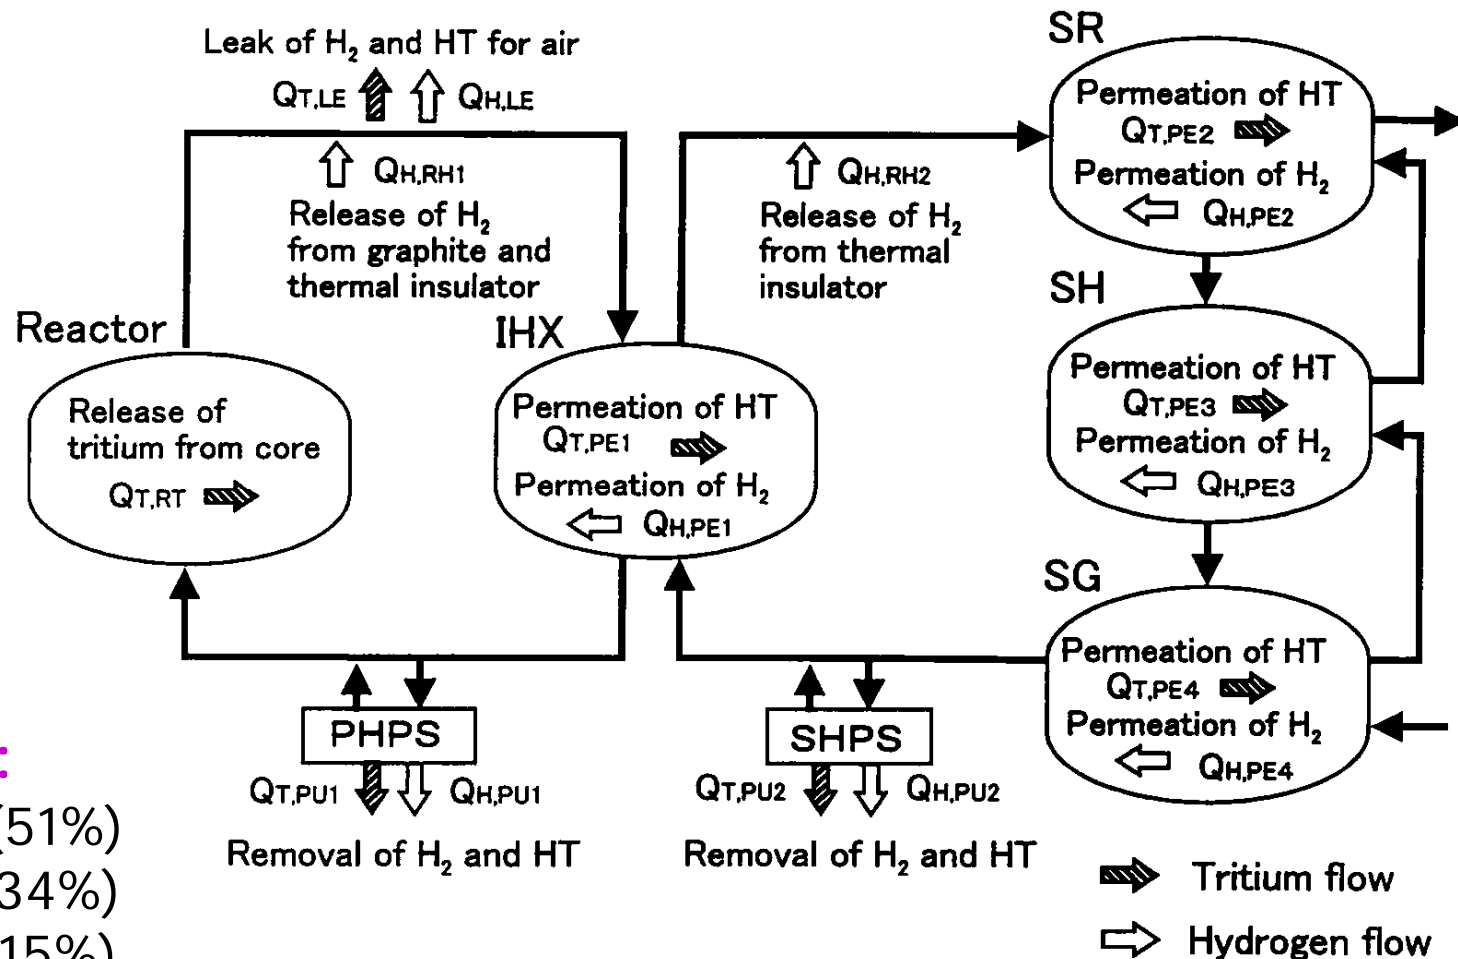 Leak of H₂ and HT for air
QT,LE QH,LE
QH,RH1
Release of H₂
from graphite and
thermal insulator
QH,RH2
Release of H₂
from thermal
insulator
Reactor
Release of
tritium from core
QT,RT
IHX
Permeation of HT
QT,PE1
Permeation of H₂
QH,PE1
SR
Permeation of HT
QT,PE2
Permeation of H₂
QH,PE2
SH
Permeation of HT
QT,PE3
Permeation of H₂
QH,PE3
SG
Permeation of HT
QT,PE4
Permeation of H₂
QH,PE4
PHPS
QT,PU1 QH,PU1
Removal of H₂ and HT
SHPS
QT,PU2 QH,PU2
Removal of H₂ and HT
:
(51%)
34%)
15%)
Tritium flow
Hydrogen flow